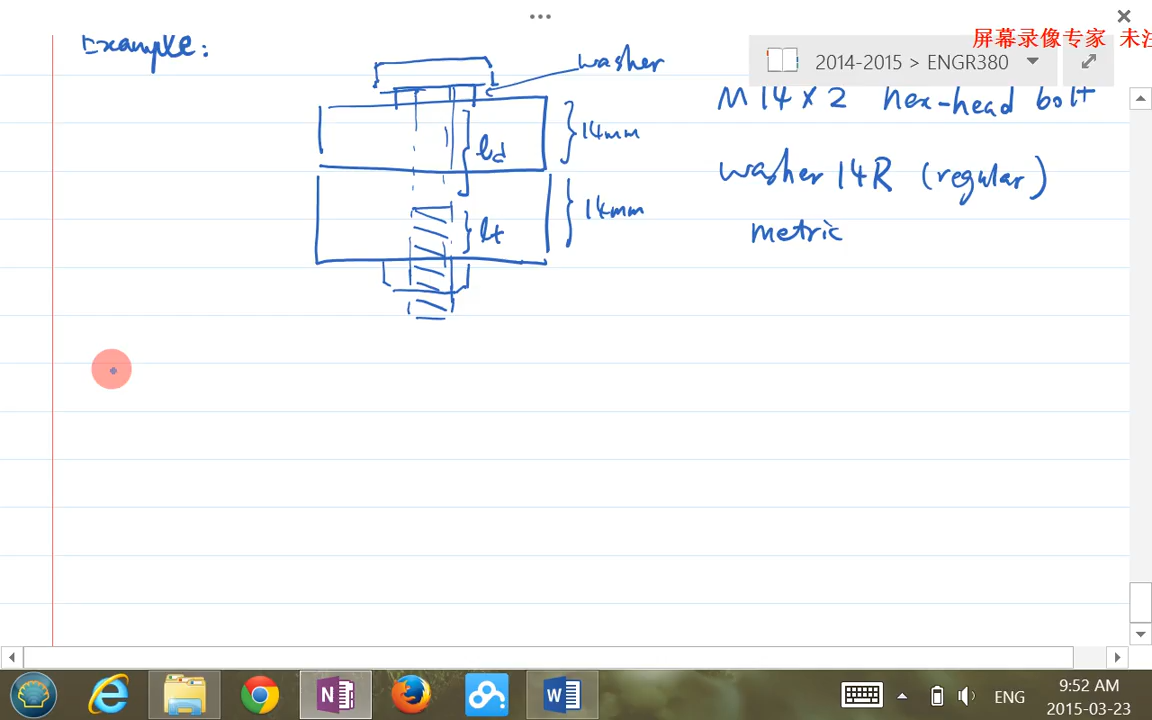 屏幕录像专家 未注
2014-2015 > ENGR380
Example:
washer
M14×2 hex-head bolt
14mm
ld
washer 14R (regular)
14mm
lt
metric
N
W
ENG
9:52 AM
2015-03-23